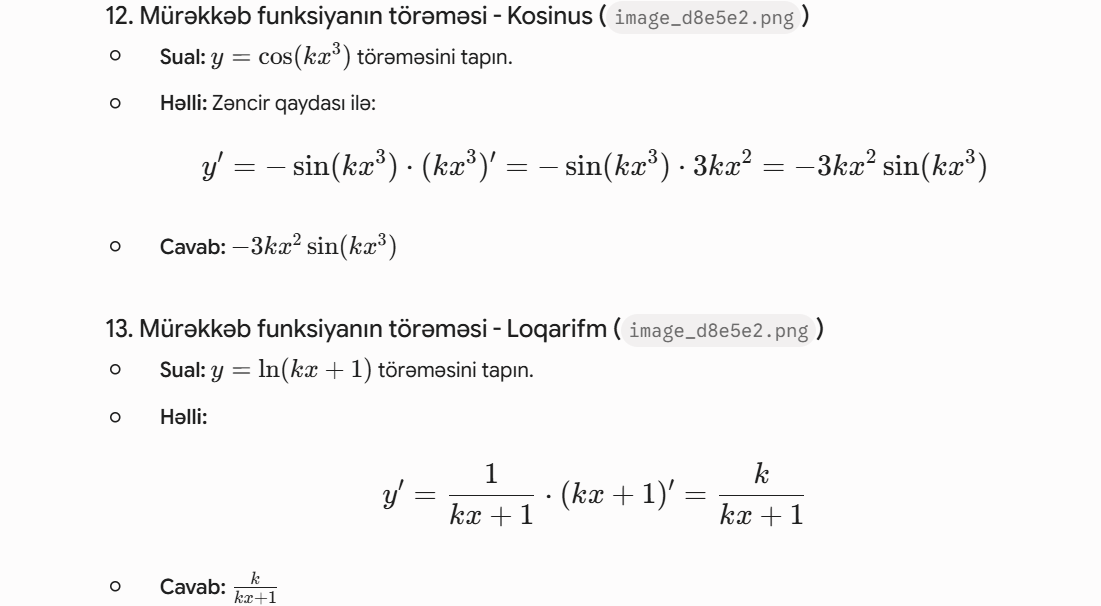 12. Mürəkkəb funksiyanın törəməsi - Kosinus ( image_d8e5e2.png )
Sual: y = cos(kx³) törəməsini tapın.
Həlli: Zəncir qaydası ilə:
y′ = − sin(kx³) · (kx³)′ = − sin(kx³) · 3kx² = −3kx² sin(kx³)
Cavab: −3kx² sin(kx³)
13. Mürəkkəb funksiyanın törəməsi - Loqarifm ( image_d8e5e2.png )
Sual: y = ln(kx + 1) törəməsini tapın.
Həlli:
y′ = 1/(kx + 1) · (kx + 1)′ = k/(kx + 1)
Cavab: k/(kx+1)